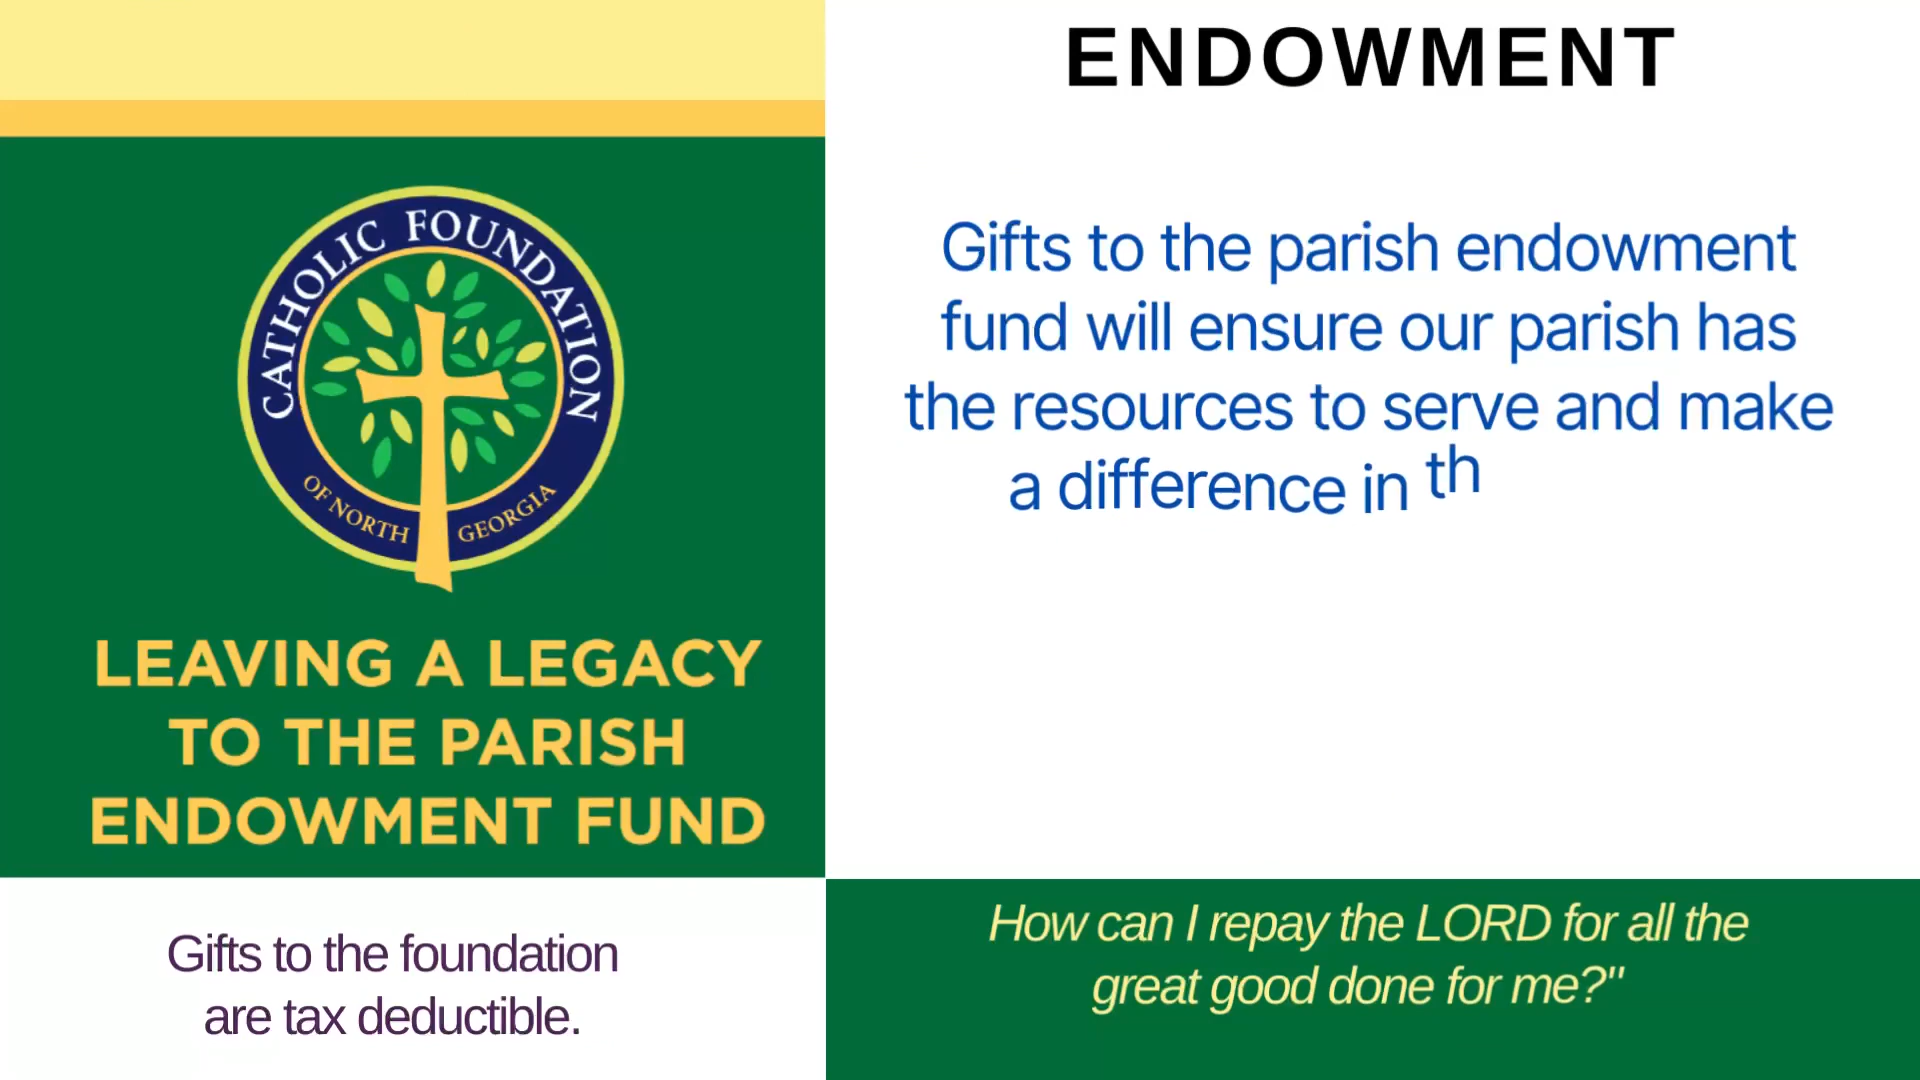 CATHOLIC FOUNDATION
OF NORTH GEORGIA
LEAVING A LEGACY
TO THE PARISH
ENDOWMENT FUND
Gifts to the foundation
are tax deductible.
ENDOWMENT
Gifts to the parish endowment
fund will ensure our parish has
the resources to serve and make
a difference in th
How can I repay the LORD for all the
great good done for me?"